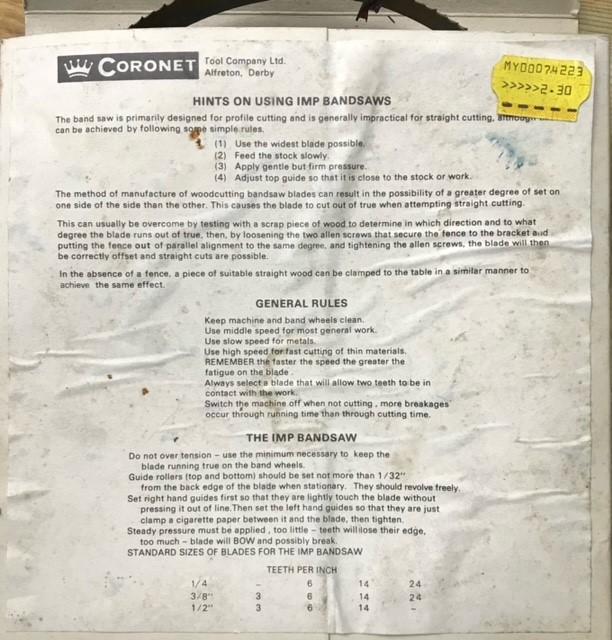 CORONET Tool Company Ltd.
Alfreton, Derby
MY00074223
>>>>>2.30
HINTS ON USING IMP BANDSAWS
The band saw is primarily designed for profile cutting and is generally impractical for straight cutting,
can be achieved by following some simple rules.
(1) Use the widest blade possible.
(2) Feed the stock slowly.
(3) Apply gentle but firm pressure.
(4) Adjust top guide so that it is close to the stock or work.
The method of manufacture of woodcutting bandsaw blades can result in the possibility of a greater degree of set on
one side of the side than the other. This causes the blade to cut out of true when attempting straight cutting.
This can usually be overcome by testing with a scrap piece of wood to determine in which direction and to what
degree the blade runs out of true, then, by loosening the two allen screws that secure the fence to the bracket and
putting the fence out of parallel alignment to the same degree, and tightening the allen screws, the blade will then
be correctly offset and straight cuts are possible.
In the absence of a fence, a piece of suitable straight wood can be clamped to the table in a similar manner to
achieve the same effect.
GENERAL RULES
Keep machine and band wheels clean.
Use middle speed for most general work.
Use slow speed for metals.
Use high speed for fast cutting of thin materials.
REMEMBER the faster the speed the greater the
fatigue on the blade.
Always select a blade that will allow two teeth to be in
contact with the work.
Switch the machine off when not cutting, more breakages
occur through running time than through cutting time.
THE IMP BANDSAW
Do not over tension - use the minimum necessary to keep the
blade running true on the band wheels.
Guide rollers (top and bottom) should be set not more than 1/32"
from the back edge of the blade when stationary. They should revolve freely.
Set right hand guides first so that they are lightly touch the blade without
pressing it out of line. Then set the left hand guides so that they are just
clamp a cigarette paper between it and the blade, then tighten.
Steady pressure must be applied, too little - teeth will lose their edge,
too much - blade will BOW and possibly break.
STANDARD SIZES OF BLADES FOR THE IMP BANDSAW
TEETH PER INCH
1/4 - 6 14 24
3/8" 3 6 14 24
1/2" 3 6 14 -